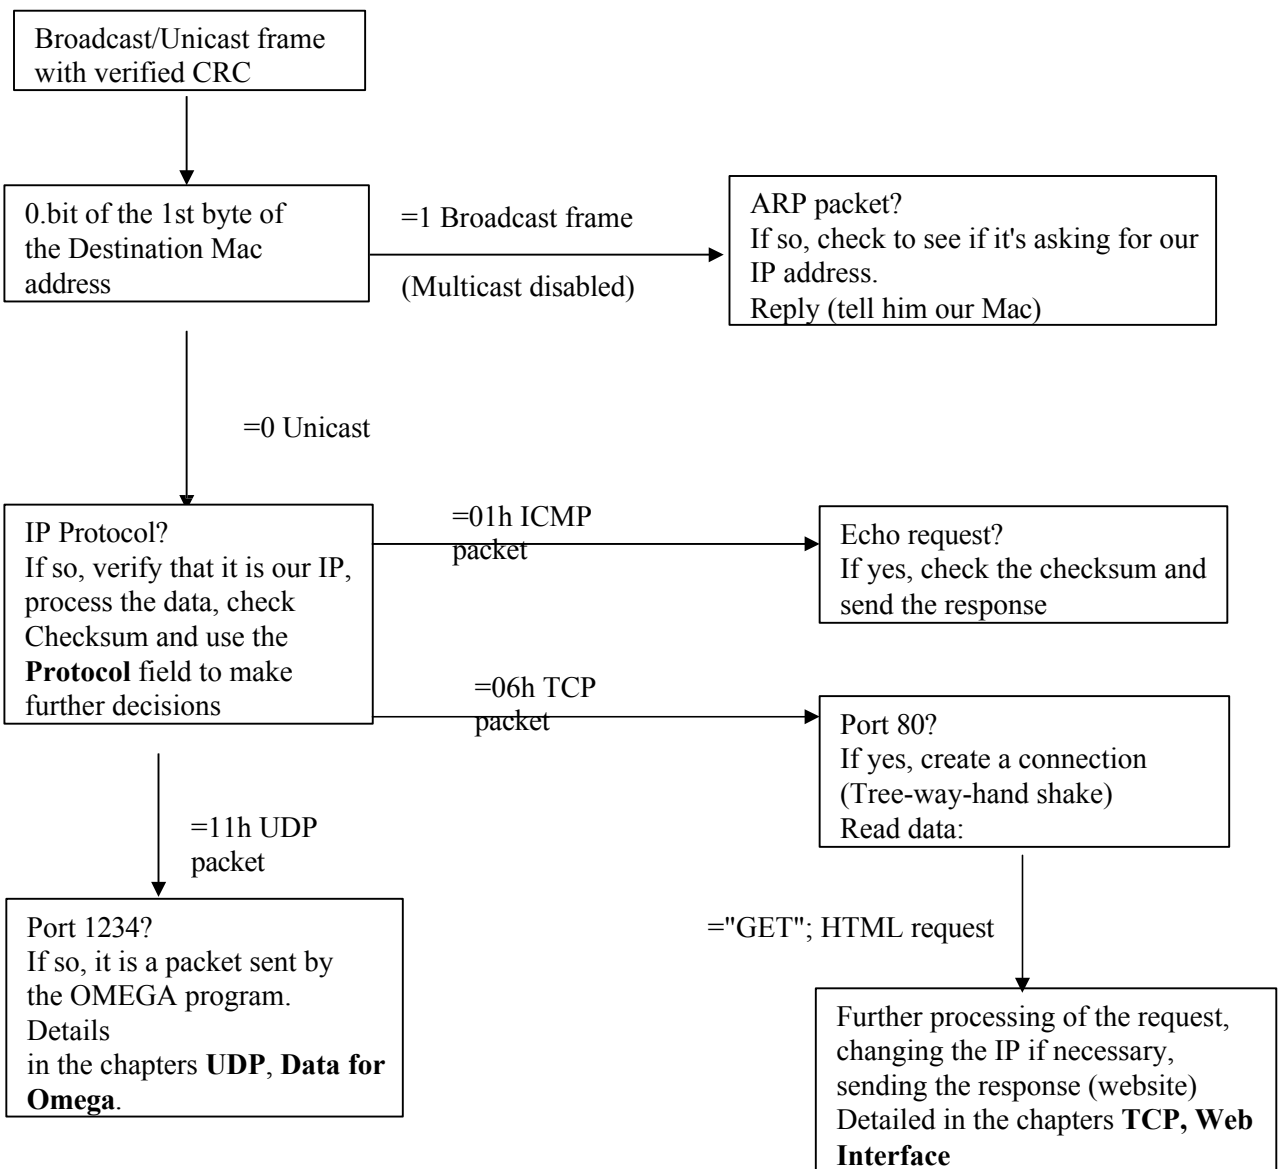 Broadcast/Unicast frame
with verified CRC
0.bit of the 1st byte of
the Destination Mac
address
=1 Broadcast frame
(Multicast disabled)
ARP packet?
If so, check to see if it's asking for our
IP address.
Reply (tell him our Mac)
=0 Unicast
IP Protocol?
If so, verify that it is our IP,
process the data, check
Checksum and use the
Protocol field to make
further decisions
=01h ICMP
packet
Echo request?
If yes, check the checksum and
send the response
=06h TCP
packet
Port 80?
If yes, create a connection
(Tree-way-hand shake)
Read data:
=11h UDP
packet
Port 1234?
If so, it is a packet sent by
the OMEGA program.
Details
in the chapters UDP, Data for
Omega.
="GET"; HTML request
Further processing of the request,
changing the IP if necessary,
sending the response (website)
Detailed in the chapters TCP, Web
Interface